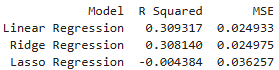 Model R Squared MSE
Linear Regression 0.309317 0.024933
Ridge Regression 0.308140 0.024975
Lasso Regression -0.004384 0.036257